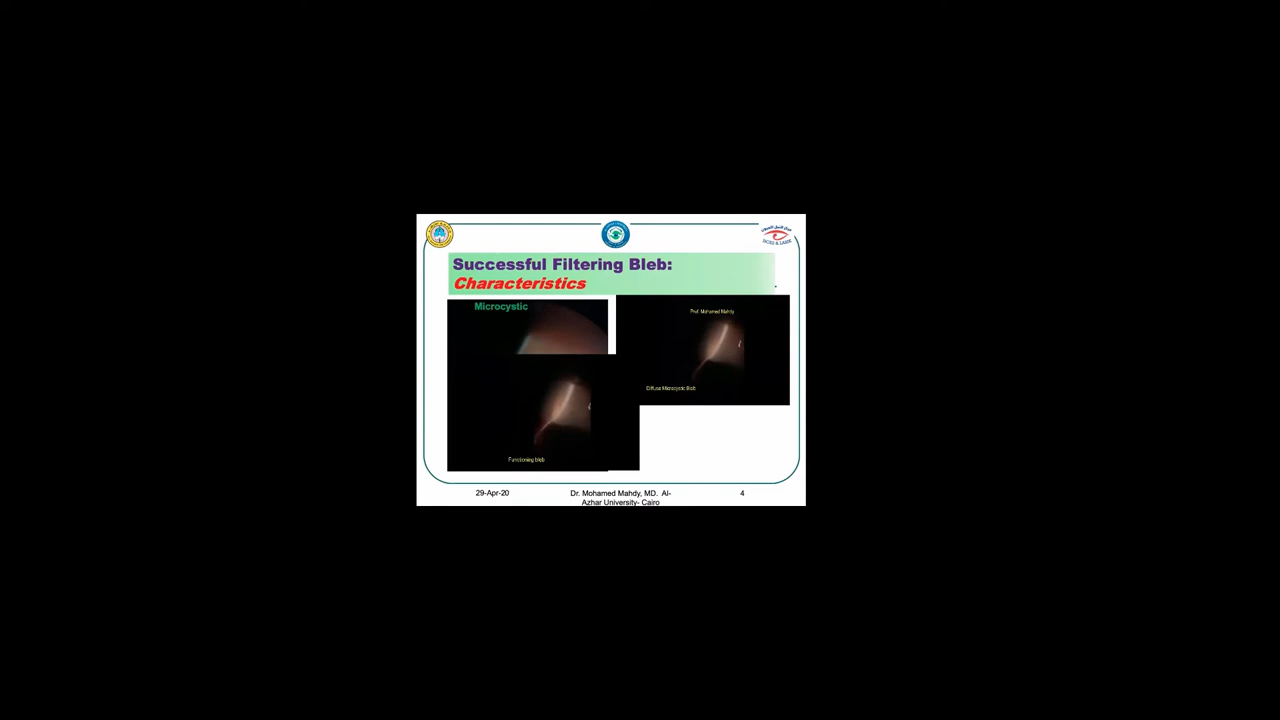 Successful Filtering Bleb:
Characteristics
Microcystic
Prof. Mohamed Mahdy
Diffuse Microcystic Bleb
Functioning bleb
29-Apr-20
Dr. Mohamed Mahdy, MD. Al-
Azhar University- Cairo
4